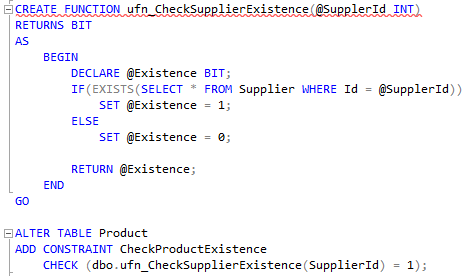 CREATE FUNCTION ufn_CheckSupplierExistence(@SupplerId INT)
RETURNS BIT
AS
BEGIN
DECLARE @Existence BIT;
IF(EXISTS(SELECT * FROM Supplier WHERE Id = @SupplerId))
SET @Existence = 1;
ELSE
SET @Existence = 0;
RETURN @Existence;
END
GO
ALTER TABLE Product
ADD CONSTRAINT CheckProductExistence
CHECK (dbo.ufn_CheckSupplierExistence(SupplierId) = 1);